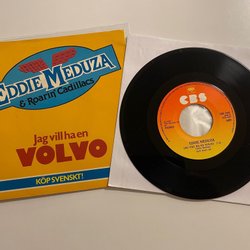 EDDIE MEDUZA
& Roarin Cadillacs
Jag vill ha en
VOLVO
KÖP SVENSKT!
CBS
EDDIE MEDUZA